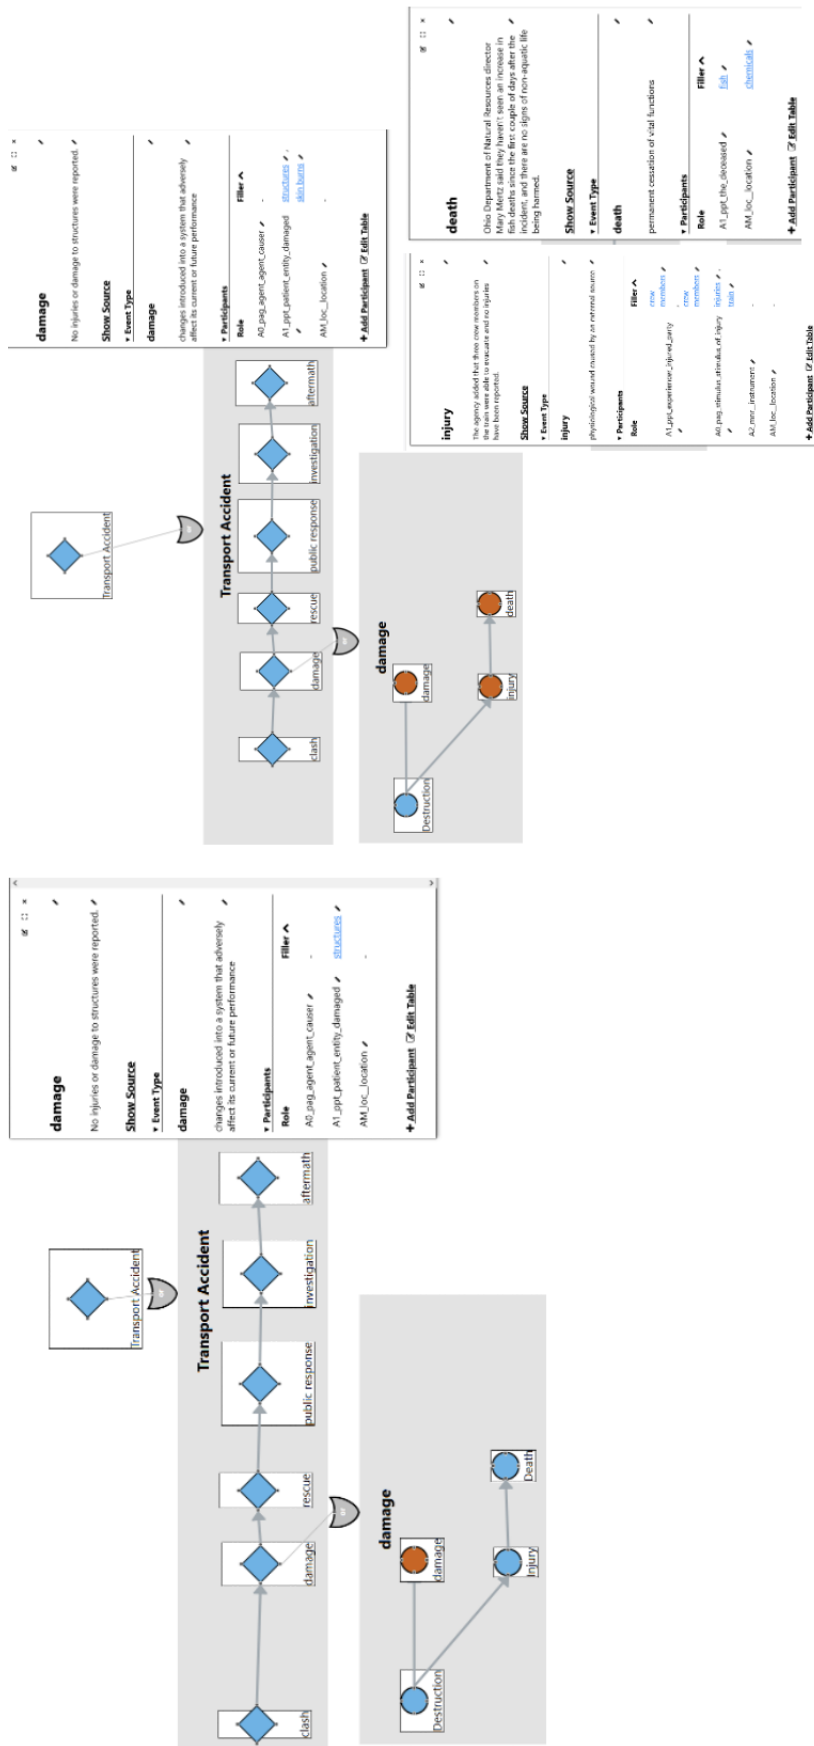 Transport Accident
or
Transport Accident
clash
damage
rescue
public response
investigation
aftermath
or
damage
Destruction
damage
Injury
Death
damage
No injuries or damage to structures were reported.
Show Source
▾ Event Type
damage
changes introduced into a system that adversely
affect its current or future performance
▾ Participants
Role Filler
A0_pag_agent_agent_causer -
A1_ppt_patient_entity_damaged structures
AM_loc__location -
+ Add Participant Edit Table
Transport Accident
or
Transport Accident
clash
damage
rescue
public response
investigation
aftermath
or
damage
Destruction
damage
injury
death
damage
No injuries or damage to structures were reported.
Show Source
▾ Event Type
damage
changes introduced into a system that adversely
affect its current or future performance
▾ Participants
Role Filler
A0_pag_agent_agent_causer -
A1_ppt_patient_entity_damaged structures ,
skin burns
AM_loc__location -
+ Add Participant Edit Table
injury
The agency added that three crew members on
the train were able to evacuate and no injuries
have been reported.
Show Source
▾ Event Type
injury
physiological wound caused by an external source
▾ Participants
Role Filler
A1_ppt_experiencer_injured_party crew
members ,
crew
members
A0_pag_stimulus_stimulus_of_injury injuries ,
train
A2_mnr__instrument -
AM_loc_location -
+ Add Participant Edit Table
death
Ohio Department of Natural Resources director
Mary Mertz said they haven't seen an increase in
fish deaths since the first couple of days after the
incident, and there are no signs of non-aquatic life
being harmed.
Show Source
▾ Event Type
death
permanent cessation of vital functions
▾ Participants
Role Filler
A1_ppt_the_deceased fish
AM_loc_location chemicals
+ Add Participant Edit Table